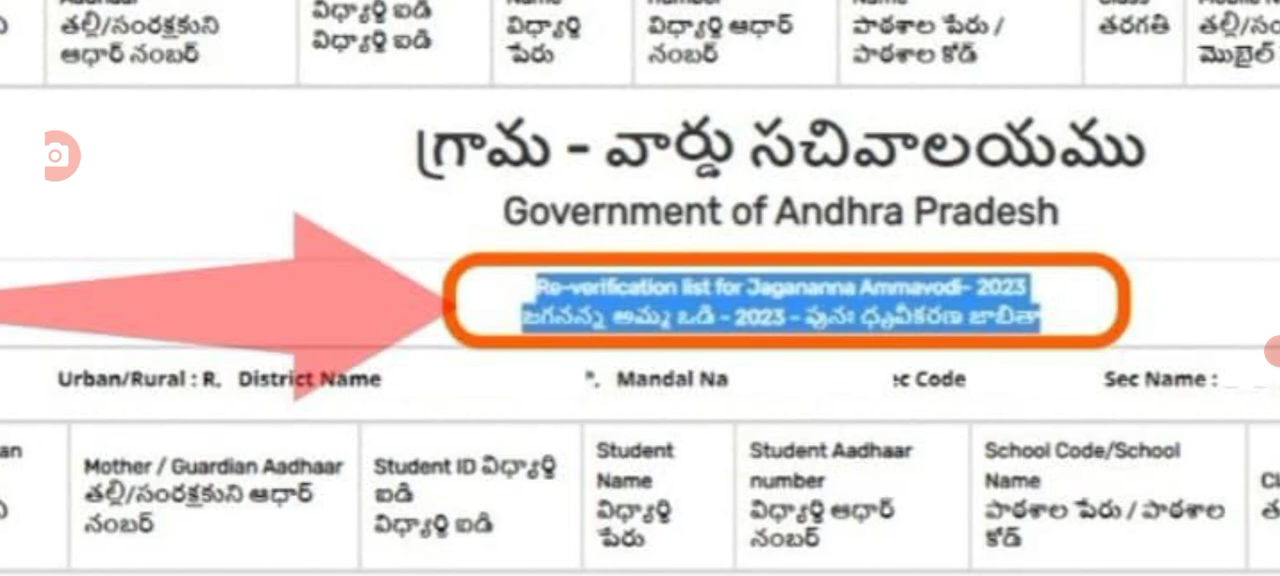 తల్లి/సంరక్షకుని
ఆధార్ నంబర్
విధ్యార్థి ఐడి
విధ్యార్థి ఐడి
విధ్యార్థి
పేరు
విధ్యార్థి ఆధార్
నంబర్
పాఠశాల పేరు /
పాఠశాల కోడ్
తరగతి
మొబైల్
గ్రామ - వార్డు సచివాలయము
Government of Andhra Pradesh
Re-verification list for Jagananna Ammavodi- 2023
జగనన్న అమ్మ ఒడి - 2023 - పునః ధృవీకరణ జాబితా
Urban/Rural : R. District Name Mandal Na Code Sec Name :
Mother / Guardian Aadhaar
తల్లి/సంరక్షకుని ఆధార్
నంబర్
Student ID విధ్యార్థి
ఐడి
విధ్యార్థి ఐడి
Student
Name
విధ్యార్థి
పేరు
Student Aadhaar
number
విధ్యార్థి ఆధార్
నంబర్
School Code/School
Name
పాఠశాల పేరు / పాఠశాల
కోడ్